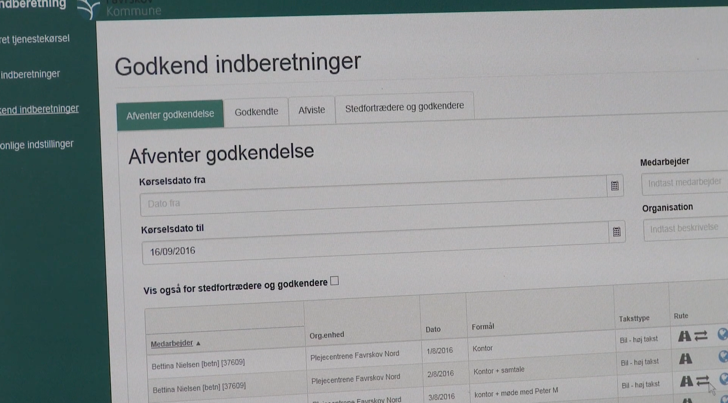 ndberetning
Kommune
et tjenestekørsel
indberetninger
end indberetninger
onlige indstillinger
Godkend indberetninger
Afventer godkendelse
Godkendte
Afviste
Stedfortrædere og godkendere
Afventer godkendelse
Kørselsdato fra
Dato fra
Kørselsdato til
16/09/2016
Medarbejder
Indtast medarbejder
Organisation
Indtast beskrivelse
Vis også for stedfortrædere og godkendere
Medarbejder ▲ Org.enhed Dato Formål Taksttype Rute
Bettina Nielsen [betn] [37609] Plejecentrene Favrskov Nord 1/8/2016 Kontor Bil - høj takst
Bettina Nielsen [betn] [37609] Plejecentrene Favrskov Nord 2/8/2016 Kontor + samtale Bil - høj takst
Favrskov Nord 3/8/2016 kontor + møde med Peter M Bil - høj takst